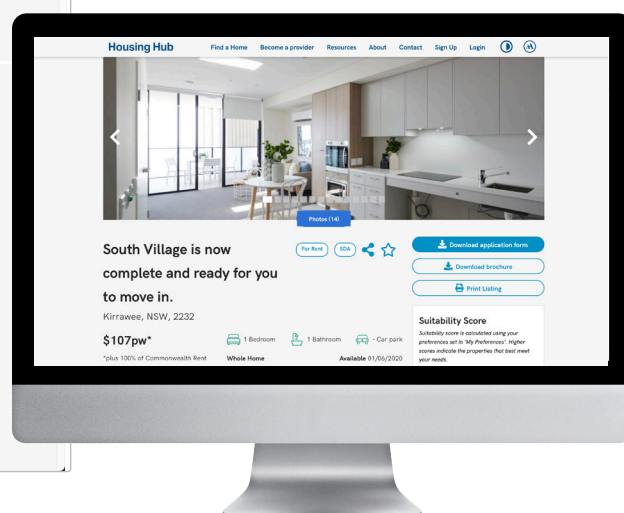 Housing Hub Find a Home Become a provider Resources About Contact Sign Up Login
Photos (14)
South Village is now
complete and ready for you
to move in.
For Rent SDA
Kirrawee, NSW, 2232
$107pw*
1 Bedroom 1 Bathroom - Car park
*plus 100% of Commonwealth Rent
Whole Home Available 01/06/2020
Download application form
Download brochure
Print Listing
Suitability Score
Suitability score is calculated using your
preferences set in 'My Preferences'. Higher
scores indicate the properties that best meet
your needs.